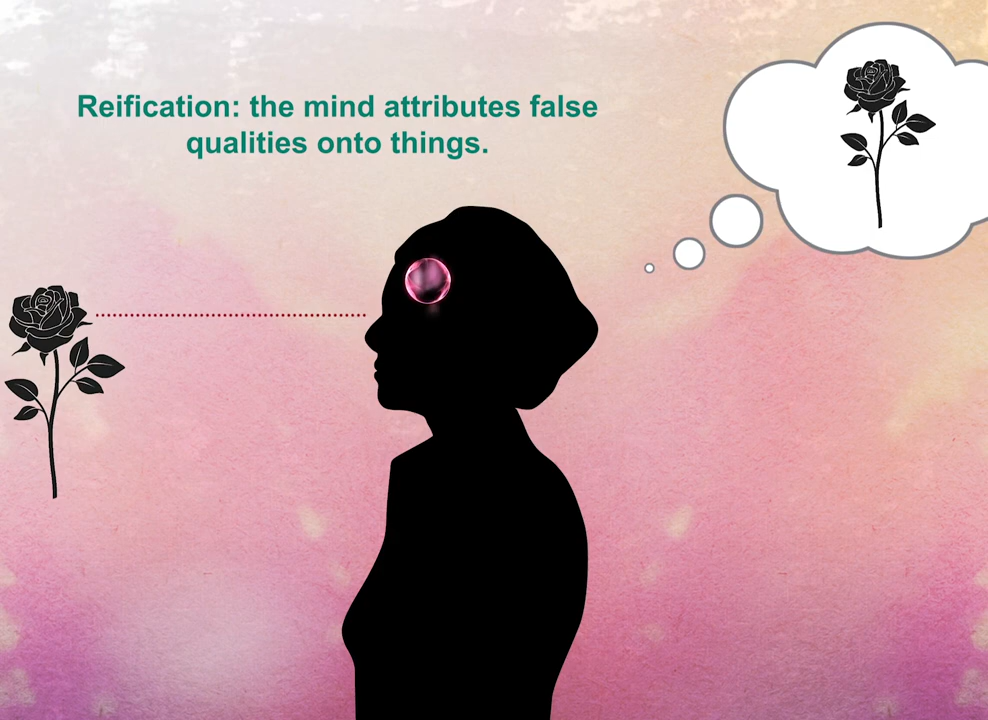 Reification: the mind attributes false
qualities onto things.